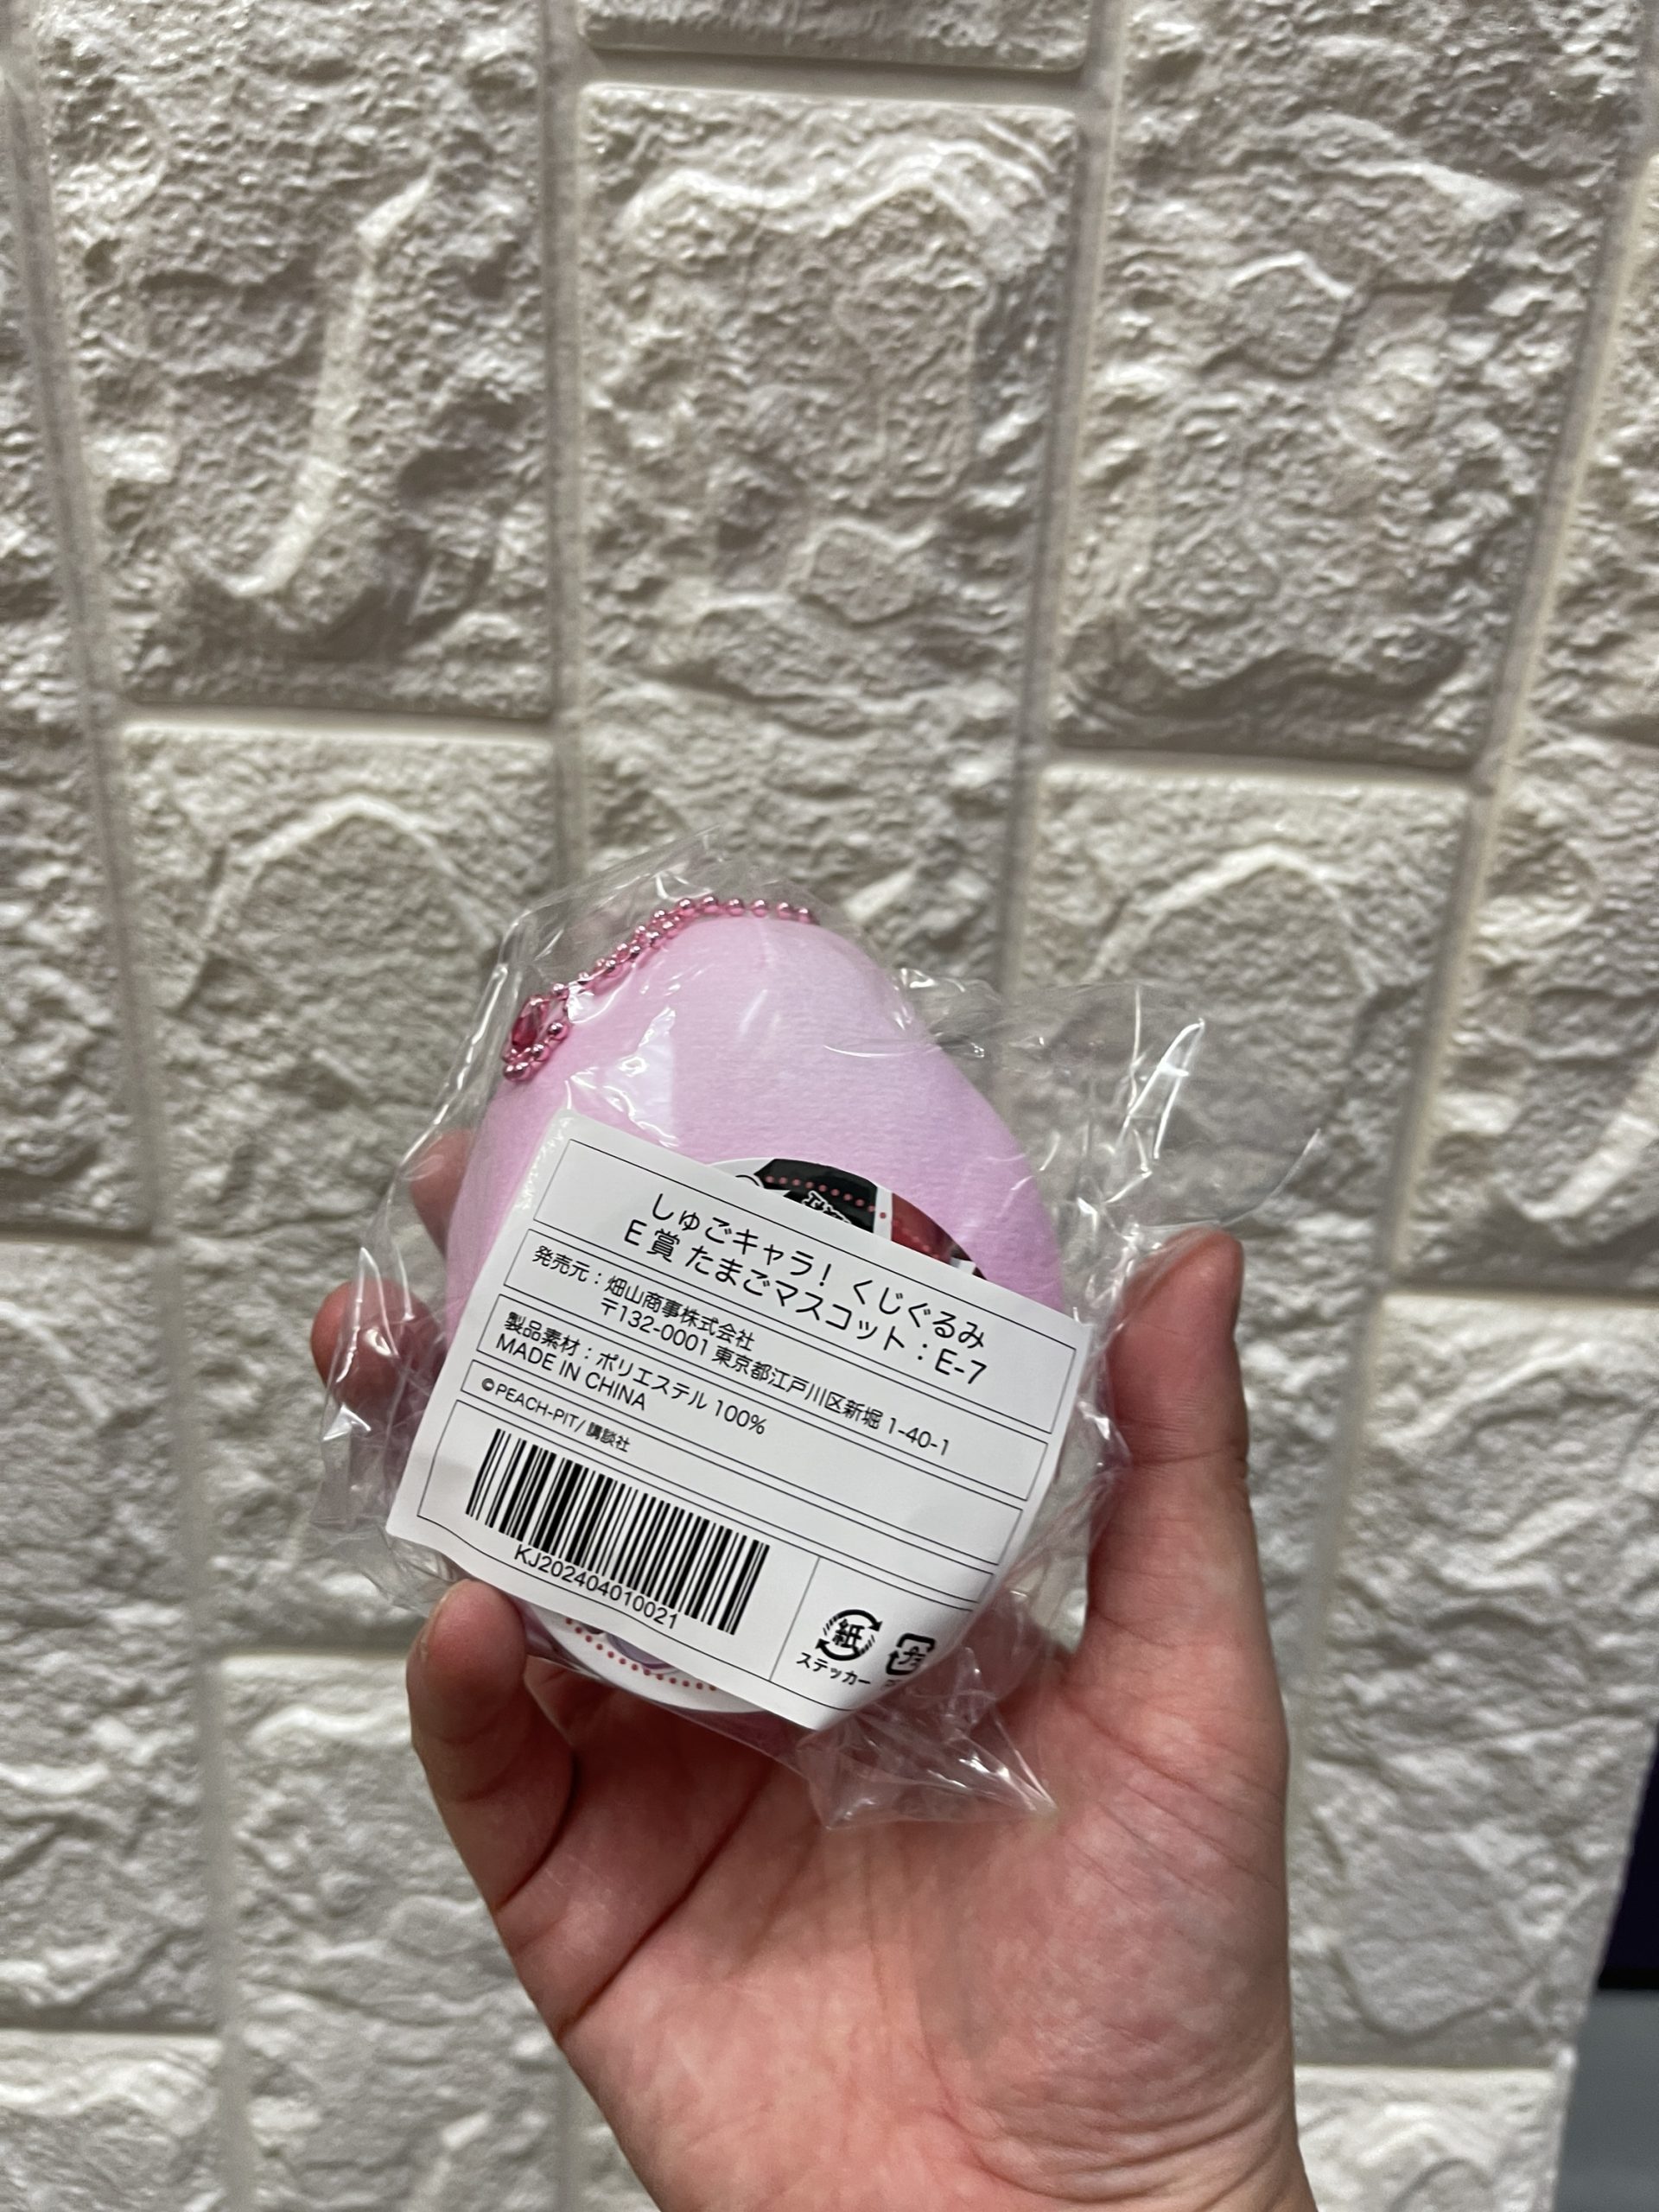 しゅごキャラ！ くじぐるみ
E 賞 たまごマスコット：E-7
発売元：畑山商事株式会社
〒132-0001 東京都江戸川区新堀 1-40-1
製品素材：ポリエステル 100%
MADE IN CHINA
©PEACH-PIT/ 講談社
KJ202404010021
紙
ステッカー
プラ